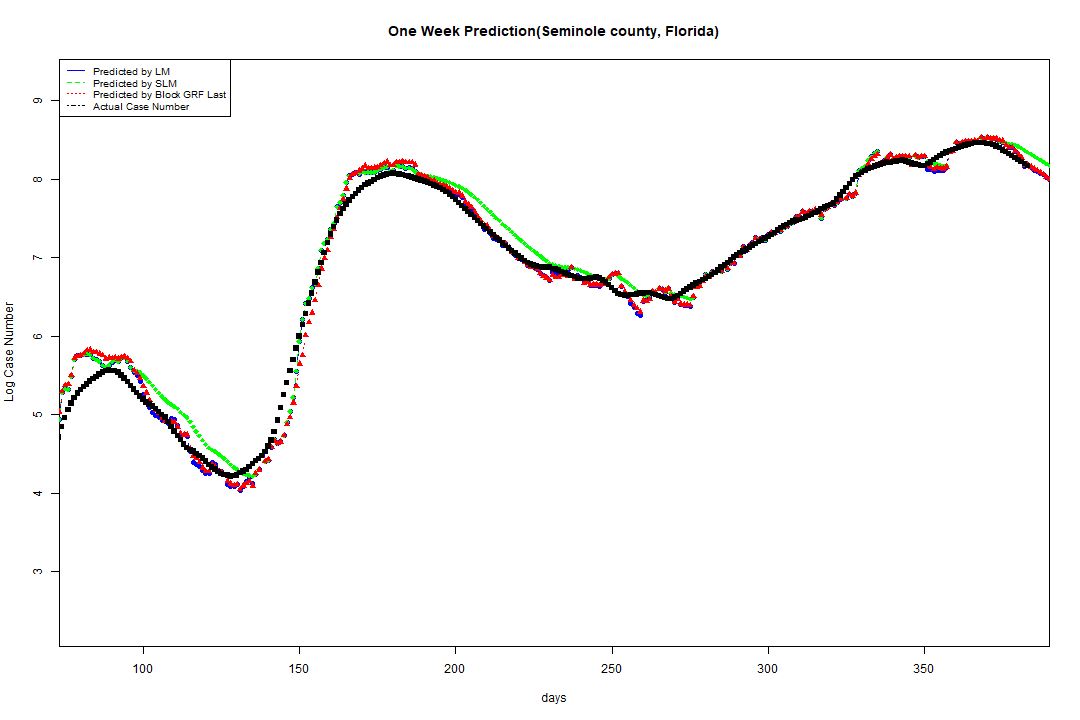 One Week Prediction(Seminole county, Florida)
Predicted by LM
Predicted by SLM
Predicted by Block GRF Last
Actual Case Number
9
8
7
6
5
4
3
Log Case Number
100 150 200 250 300 350
days